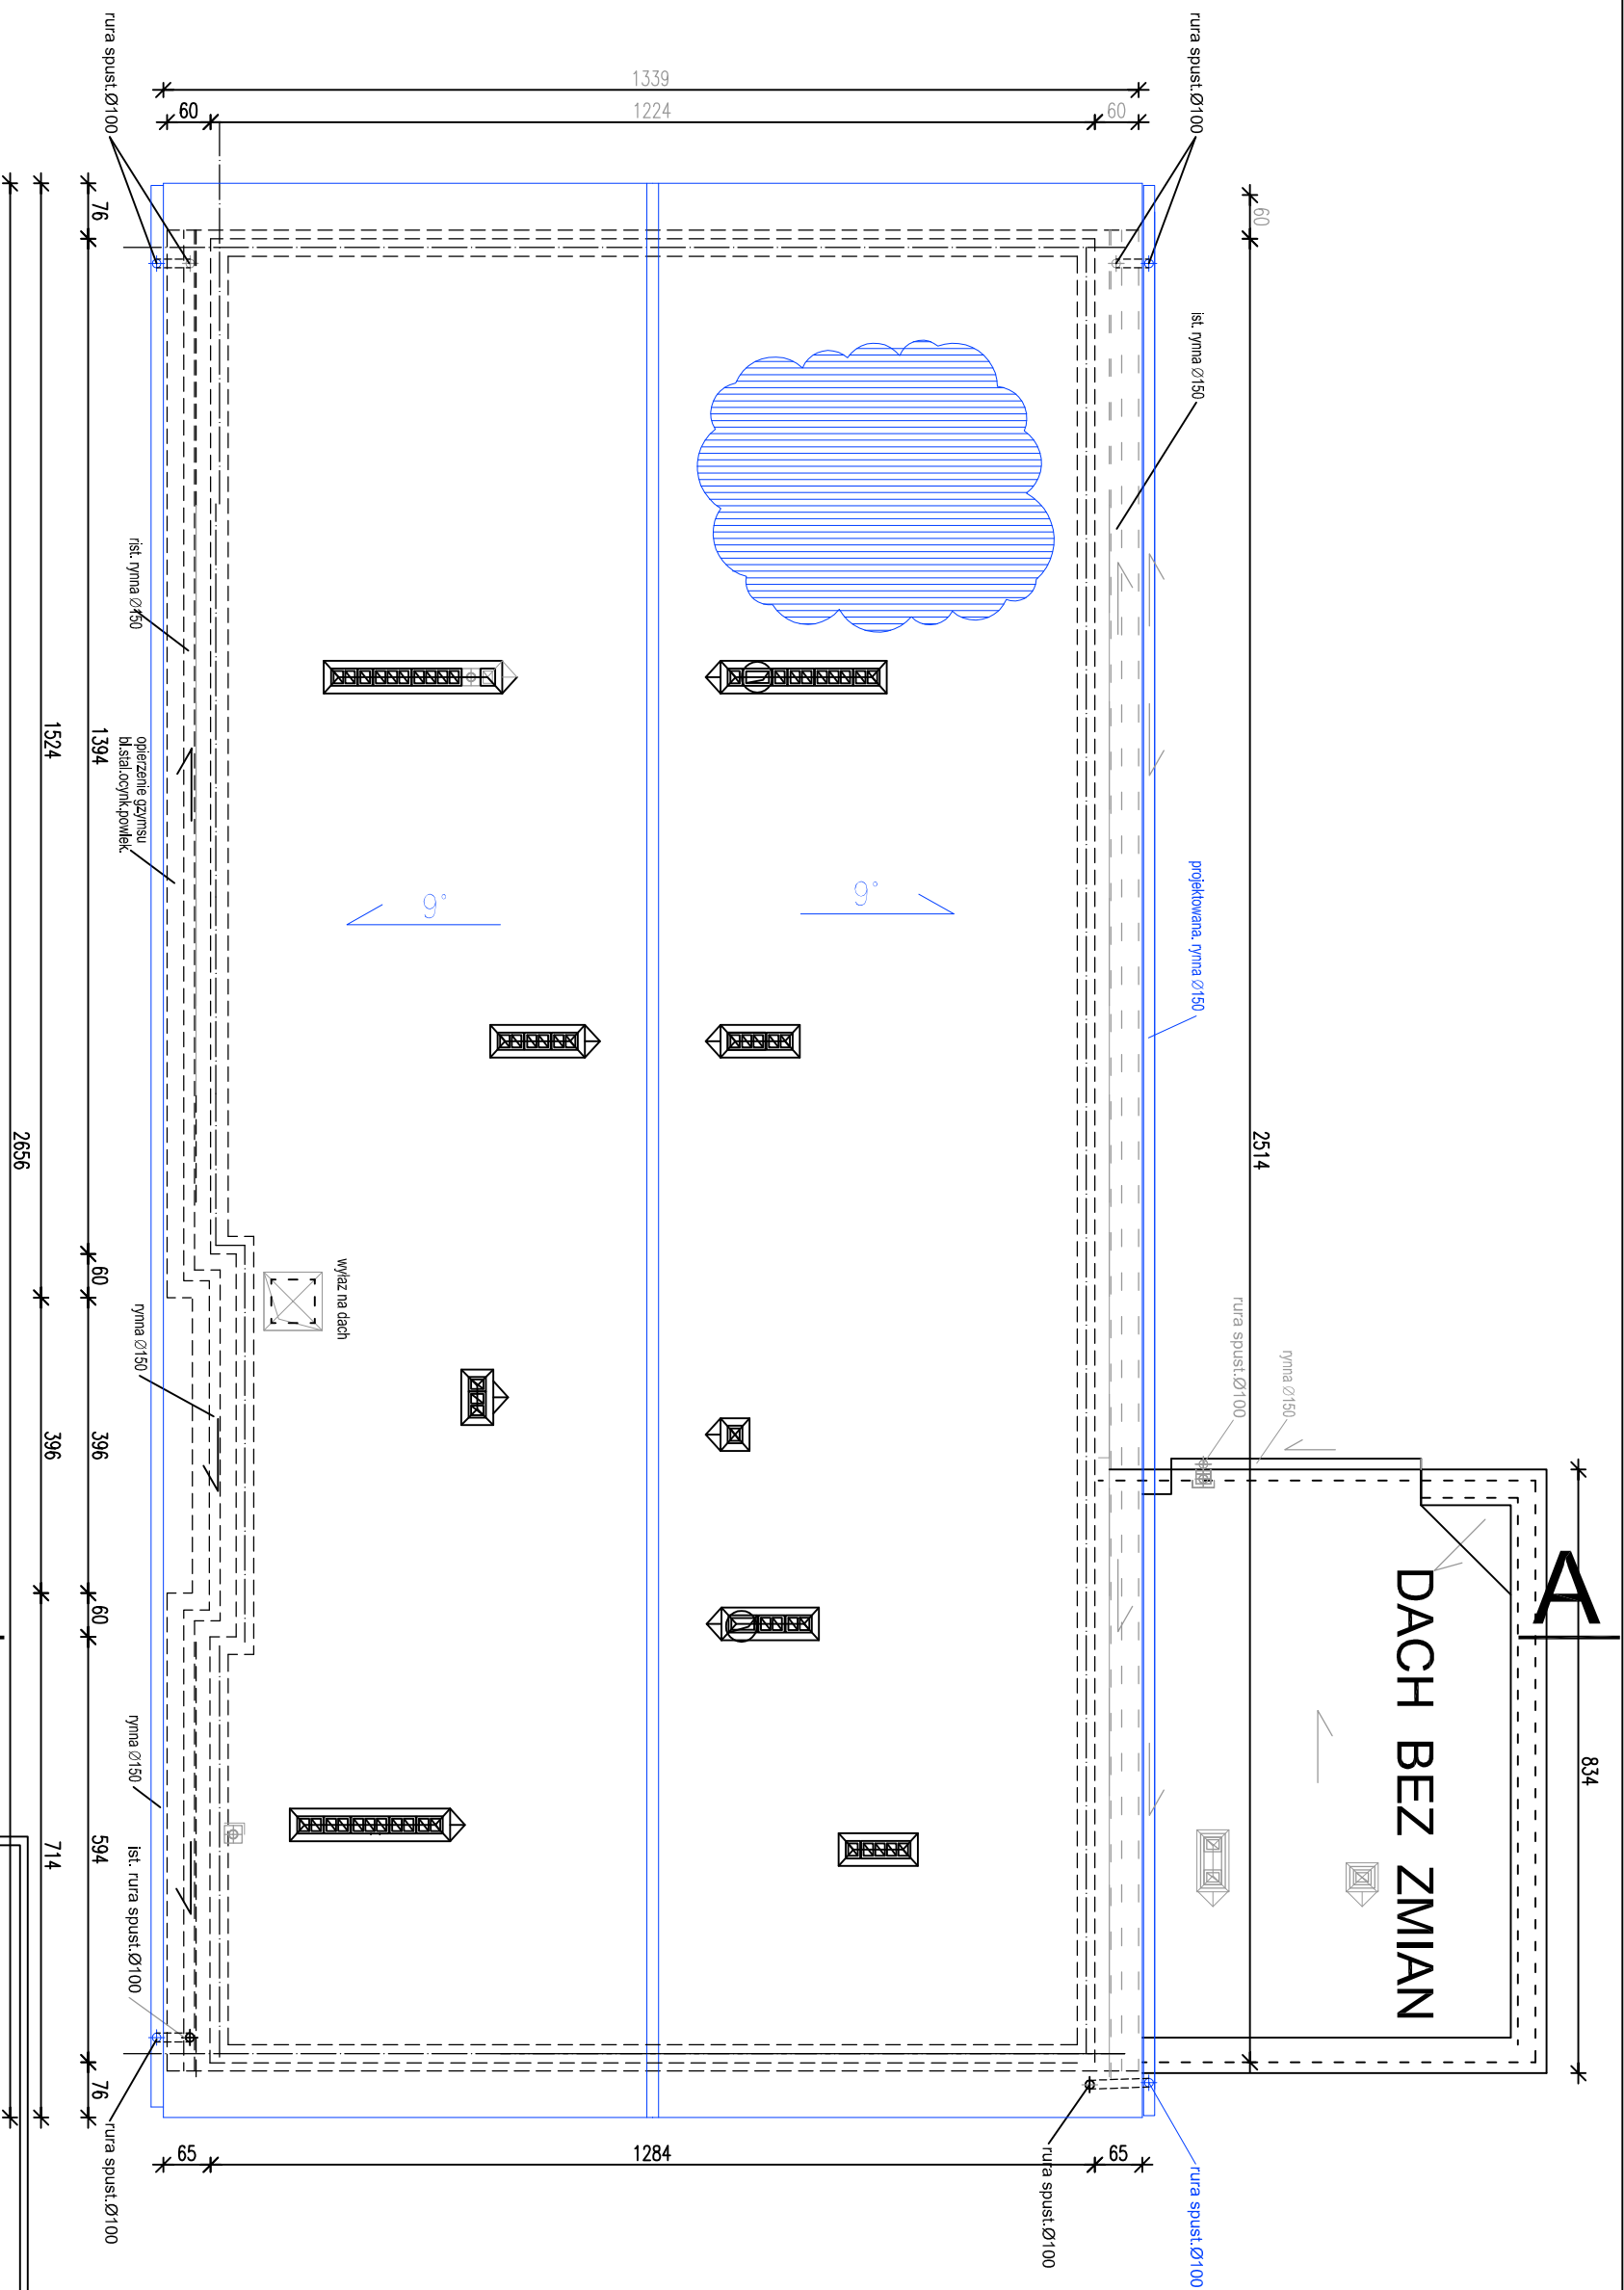 rura spust.Ø100
rura spust.Ø100
1339
60
1224
60
60
2514
ist. rynna Ø150
projektowana. rynna Ø150
76
1394
60
396
60
594
76
1524
396
714
2656
rist. rynna Ø150
opierzenie gzymsu
bl.stal.ocynk.powlek.
9°
9°
wyłaz na dach
rynna Ø150
rura spust.Ø100
rynna Ø150
A
834
DACH BEZ ZMIAN
rynna Ø150
ist. rura spust.Ø100
rura spust.Ø100
65
1284
65
rura spust.Ø100
rura spust.Ø100